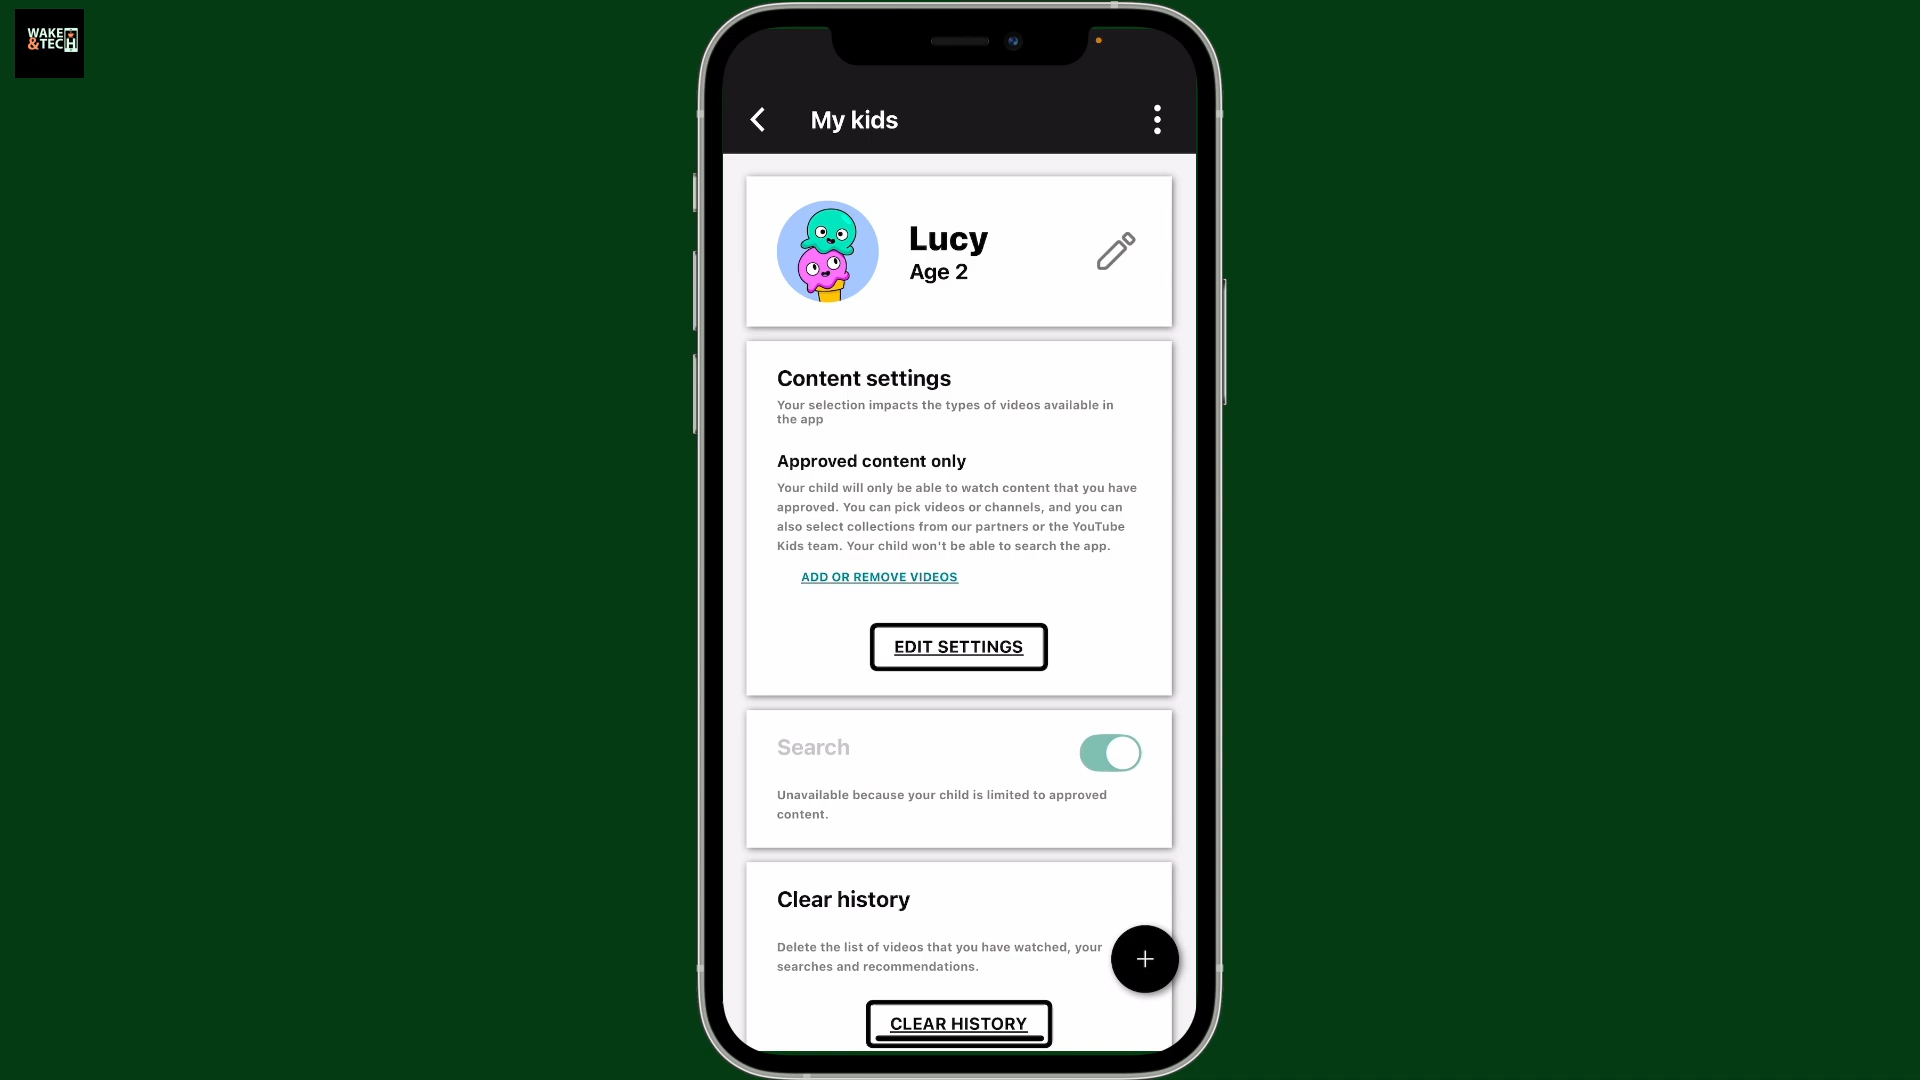 WAKE
&TECH
My kids
Lucy
Age 2
Content settings
Your selection impacts the types of videos available in
the app
Approved content only
Your child will only be able to watch content that you have
approved. You can pick videos or channels, and you can
also select collections from our partners or the YouTube
Kids team. Your child won't be able to search the app.
ADD OR REMOVE VIDEOS
EDIT SETTINGS
Search
Unavailable because your child is limited to approved
content.
Clear history
Delete the list of videos that you have watched, your
searches and recommendations.
CLEAR HISTORY